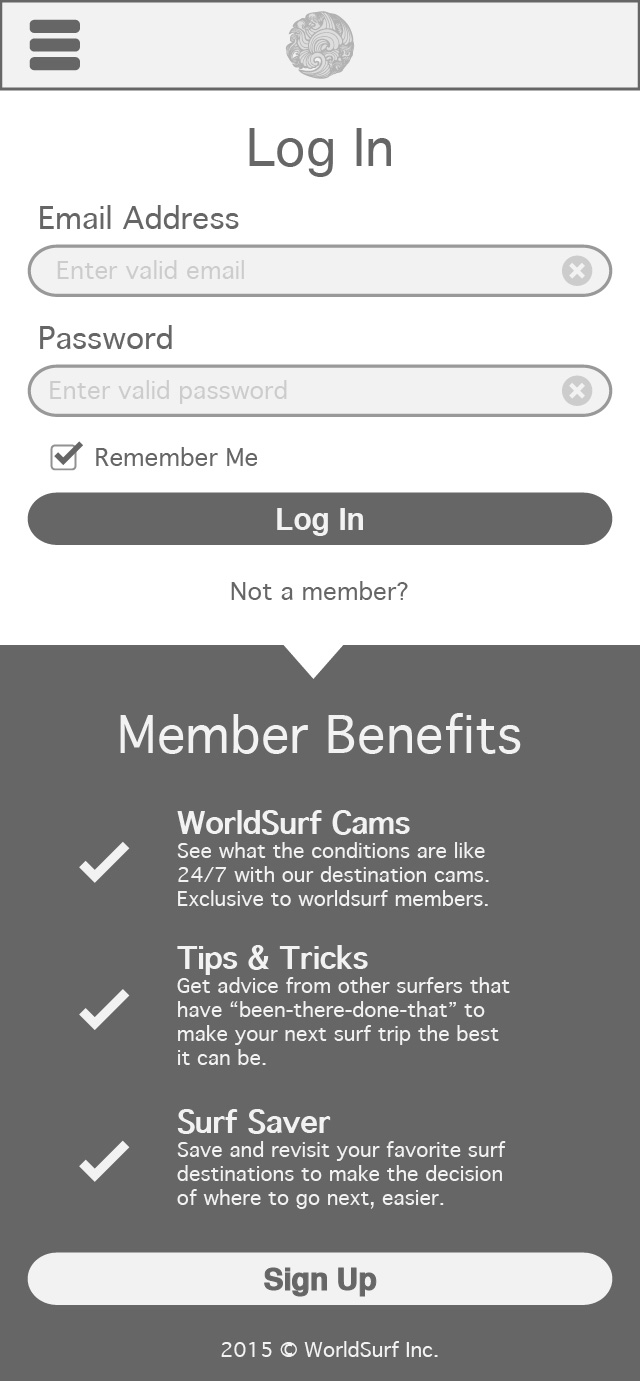 Log In
Email Address
Enter valid email
Password
Enter valid password
Remember Me
Log In
Not a member?
Member Benefits
WorldSurf Cams
See what the conditions are like
24/7 with our destination cams.
Exclusive to worldsurf members.
Tips & Tricks
Get advice from other surfers that
have “been-there-done-that” to
make your next surf trip the best
it can be.
Surf Saver
Save and revisit your favorite surf
destinations to make the decision
of where to go next, easier.
Sign Up
2015 © WorldSurf Inc.